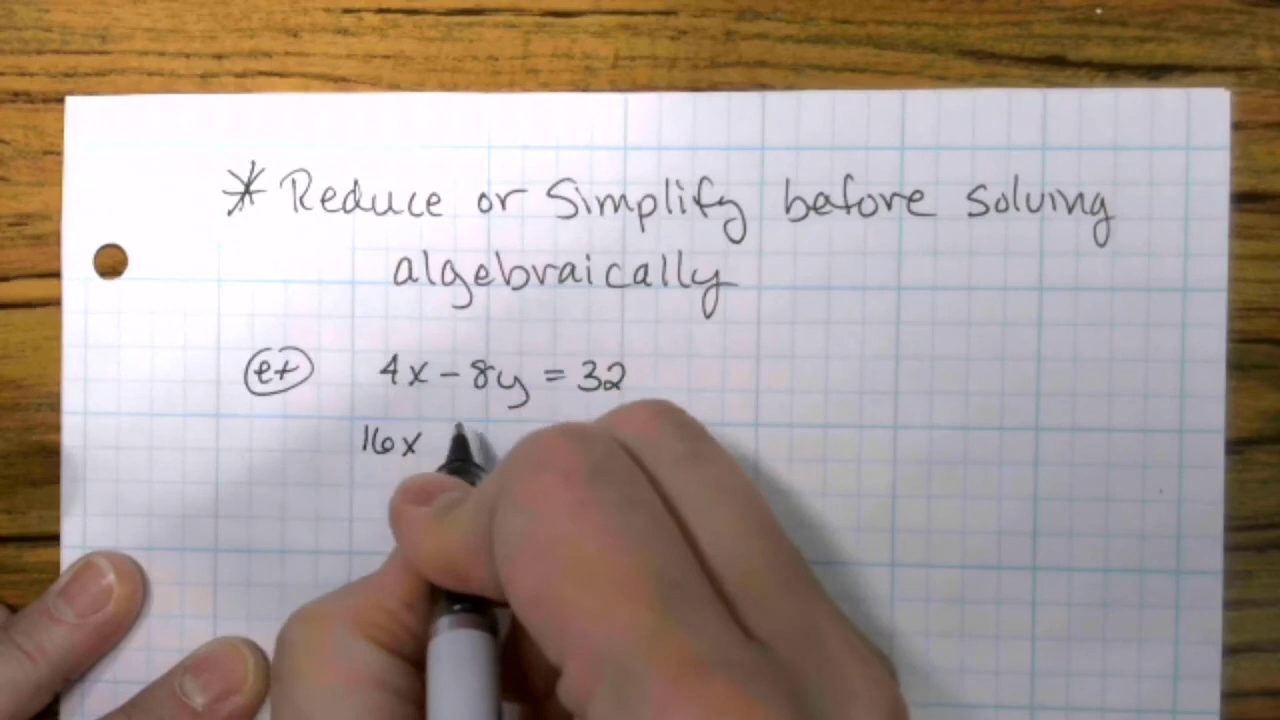 * Reduce or Simplify before solving
algebraically
ex 4x - 8y = 32
16x